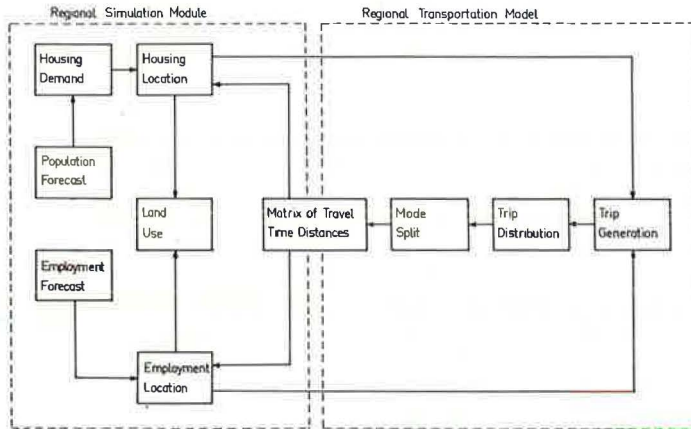 Regional Simulation Module
Regional Transportation Model
Housing
Demand
Housing
Location
Population
Forecast
Land
Use
Matrix of Travel
Time Distances
Mode
Split
Trip
Distribution
Trip
Generation
Employment
Forecast
Employment
Location